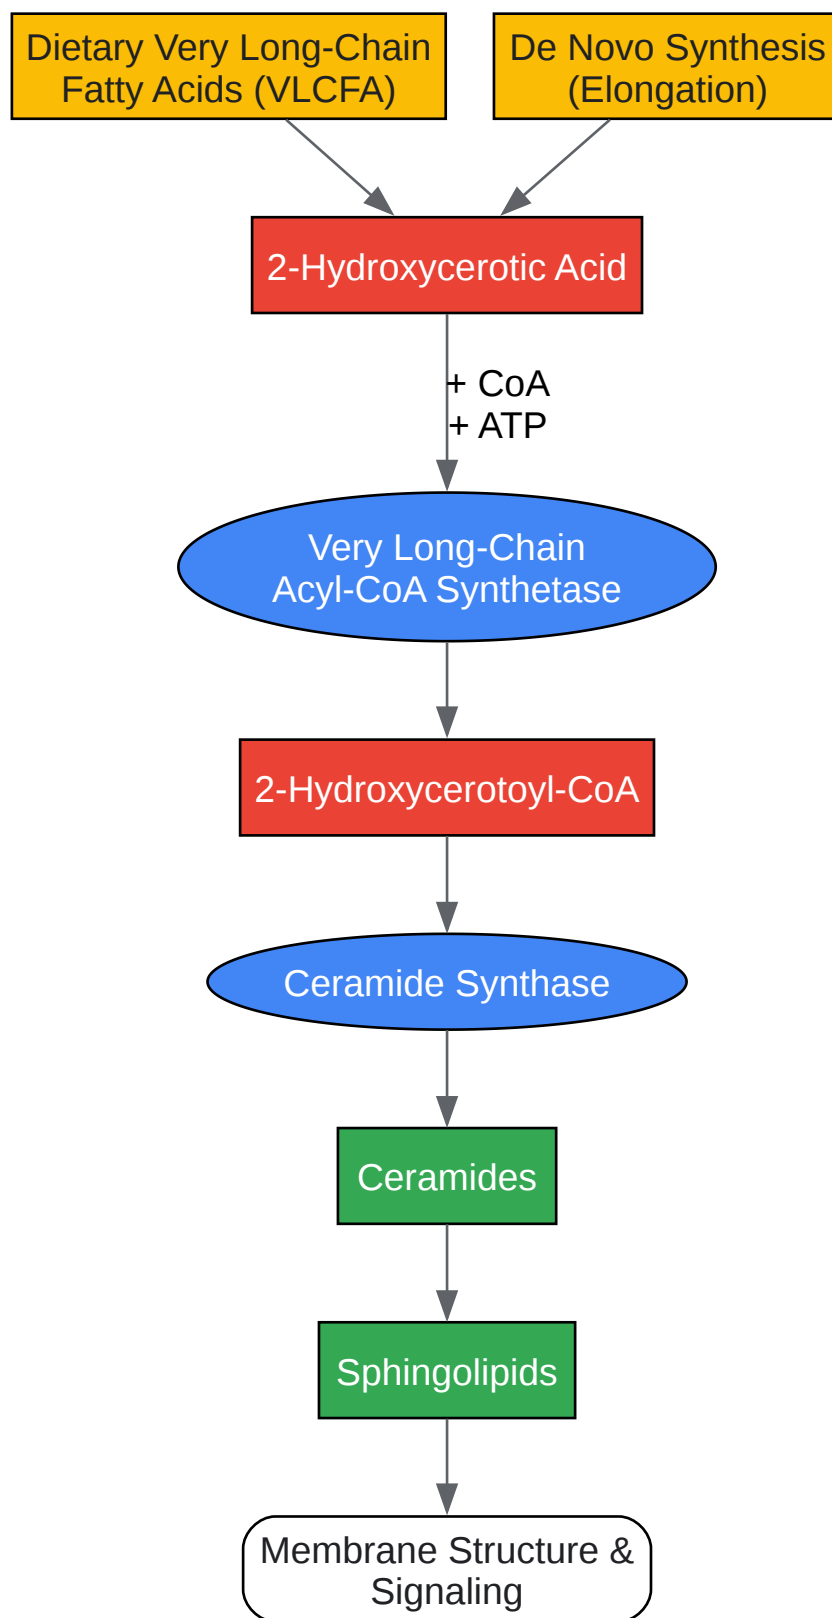 Dietary Very Long-Chain
Fatty Acids (VLCFA)
De Novo Synthesis
(Elongation)
2-Hydroxycerotic Acid
+ CoA
+ ATP
Very Long-Chain
Acyl-CoA Synthetase
2-Hydroxycerotoyl-CoA
Ceramide Synthase
Ceramides
Sphingolipids
Membrane Structure &
Signaling